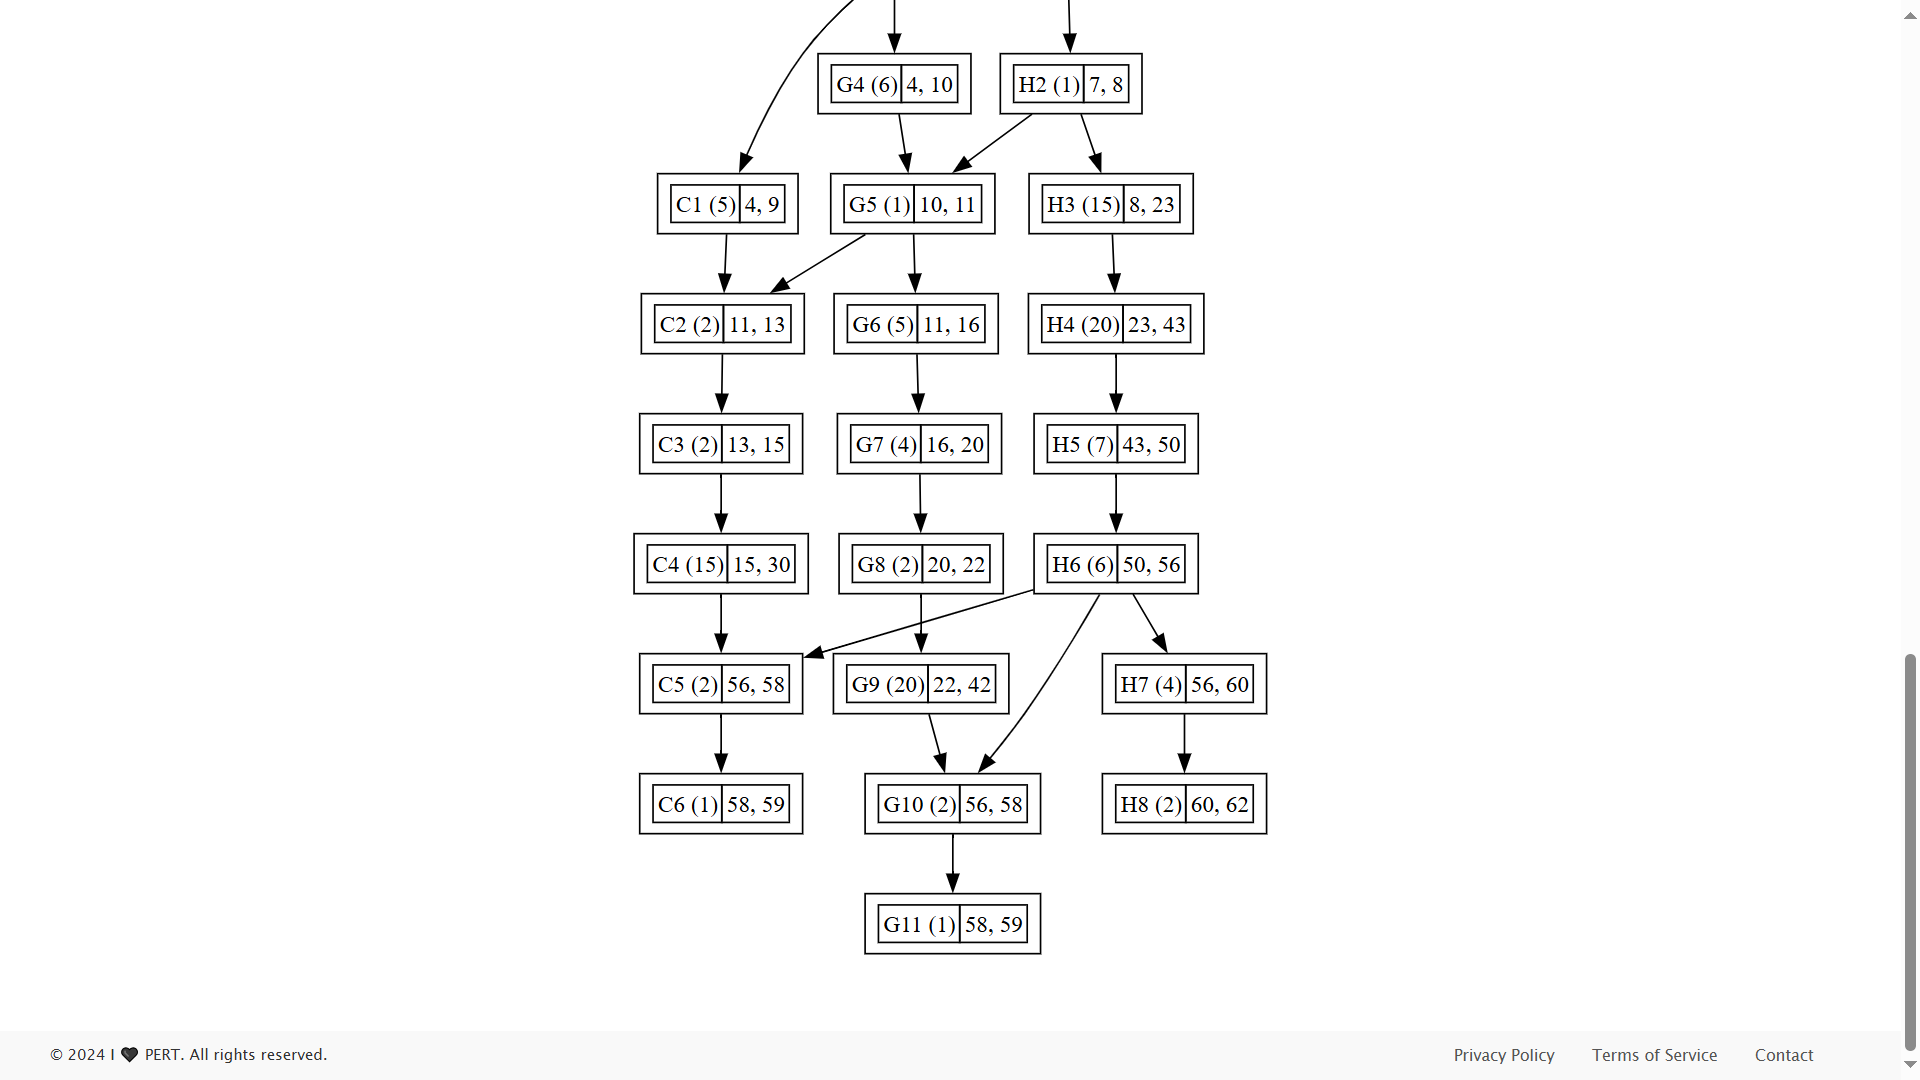 G4 (6) 4, 10
H2 (1) 7, 8
C1 (5) 4, 9
G5 (1) 10, 11
H3 (15) 8, 23
C2 (2) 11, 13
G6 (5) 11, 16
H4 (20) 23, 43
C3 (2) 13, 15
G7 (4) 16, 20
H5 (7) 43, 50
C4 (15) 15, 30
G8 (2) 20, 22
H6 (6) 50, 56
C5 (2) 56, 58
G9 (20) 22, 42
H7 (4) 56, 60
C6 (1) 58, 59
G10 (2) 56, 58
H8 (2) 60, 62
G11 (1) 58, 59
© 2024 I 🖤 PERT. All rights reserved.
Privacy Policy
Terms of Service
Contact